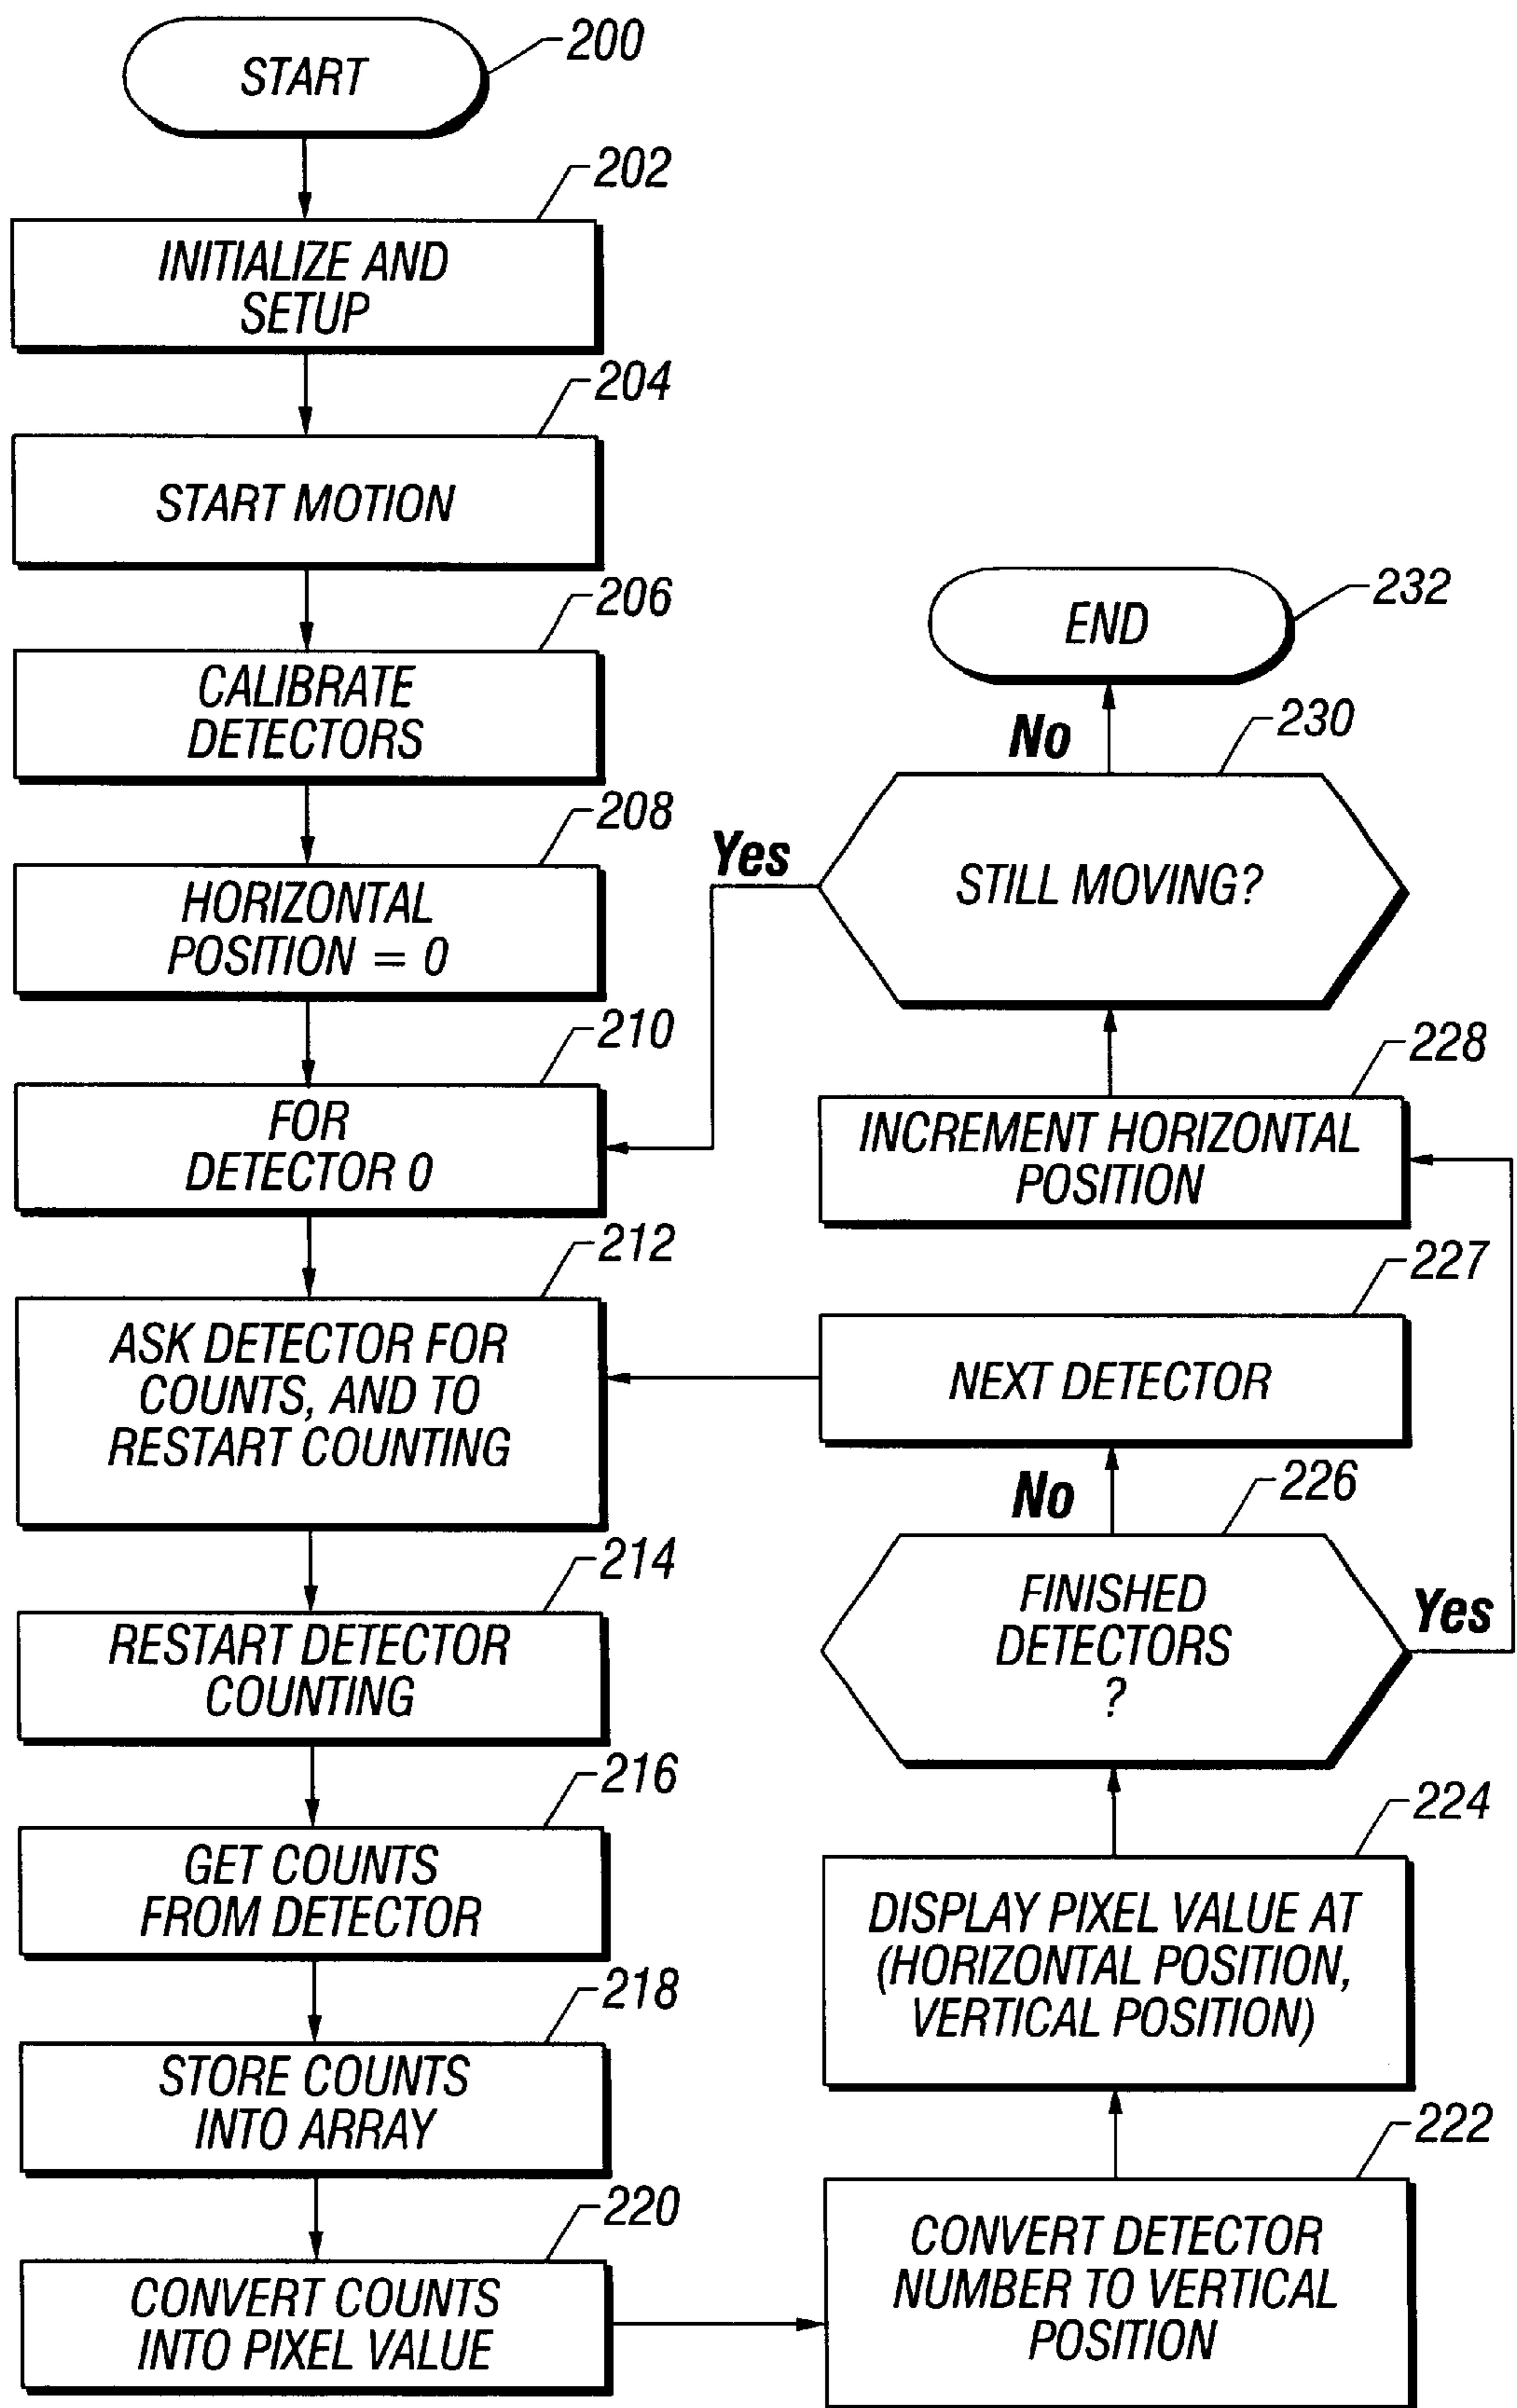 START
200
202
INITIALIZE AND
SETUP
204
START MOTION
206
CALIBRATE
DETECTORS
208
HORIZONTAL
POSITION = 0
210
FOR
DETECTOR 0
212
ASK DETECTOR FOR
COUNTS, AND TO
RESTART COUNTING
214
RESTART DETECTOR
COUNTING
216
GET COUNTS
FROM DETECTOR
218
STORE COUNTS
INTO ARRAY
220
CONVERT COUNTS
INTO PIXEL VALUE
232
END
No
230
Yes
STILL MOVING?
228
INCREMENT HORIZONTAL
POSITION
227
NEXT DETECTOR
No
226
FINISHED
DETECTORS
?
Yes
224
DISPLAY PIXEL VALUE AT
(HORIZONTAL POSITION,
VERTICAL POSITION)
222
CONVERT DETECTOR
NUMBER TO VERTICAL
POSITION